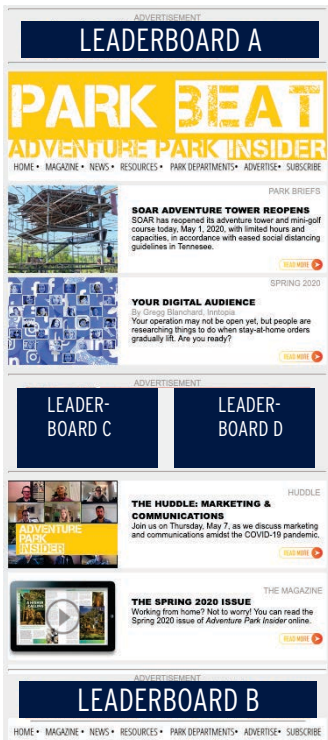 ADVERTISEMENT
LEADERBOARD A
PARK BEAT
ADVENTURE PARK INSIDER
HOME • MAGAZINE • NEWS • RESOURCES • PARK DEPARTMENTS • ADVERTISE • SUBSCRIBE
PARK BRIEFS
SOAR ADVENTURE TOWER REOPENS
SOAR has reopened its adventure tower and mini-golf
course today, May 1, 2020, with limited hours and
capacities, in accordance with eased social distancing
guidelines in Tennesee.
READ MORE
SPRING 2020
YOUR DIGITAL AUDIENCE
By Gregg Blanchard, Inntopia
Your operation may not be open yet, but people are
researching things to do when stay-at-home orders
gradually lift. Are you ready?
READ MORE
ADVERTISEMENT
LEADER-
BOARD C
LEADER-
BOARD D
HUDDLE
THE HUDDLE: MARKETING &
COMMUNICATIONS
Join us on Thursday, May 7, as we discuss marketing
and communications amidst the COVID-19 pandemic.
READ MORE
ADVENTURE
PARK
INSIDER
THE MAGAZINE
THE SPRING 2020 ISSUE
Working from home? Not to worry! You can read the
Spring 2020 issue of Adventure Park Insider online.
READ MORE
ADVERTISEMENT
LEADERBOARD B
HOME • MAGAZINE • NEWS • RESOURCES • PARK DEPARTMENTS • ADVERTISE • SUBSCRIBE